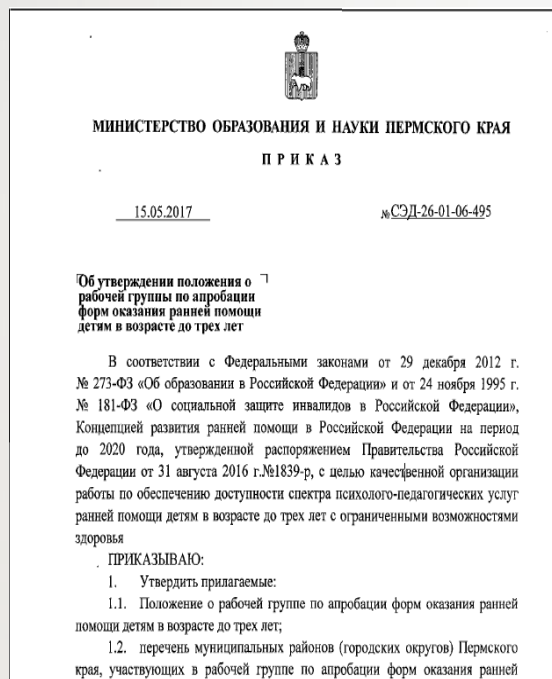 МИНИСТЕРСТВО ОБРАЗОВАНИЯ И НАУКИ ПЕРМСКОГО КРАЯ
П Р И К А З
15.05.2017
№СЭД-26-01-06-495
Об утверждении положения о
рабочей группы по апробации
форм оказания ранней помощи
детям в возрасте до трех лет
В соответствии с Федеральными законами от 29 декабря 2012 г.
№ 273-ФЗ «Об образовании в Российской Федерации» и от 24 ноября 1995 г.
№ 181-ФЗ «О социальной защите инвалидов в Российской Федерации»,
Концепцией развития ранней помощи в Российской Федерации на период
до 2020 года, утвержденной распоряжением Правительства Российской
Федерации от 31 августа 2016 г.№1839-р, с целью качественной организации
работы по обеспечению доступности спектра психолого-педагогических услуг
ранней помощи детям в возрасте до трех лет с ограниченными возможностями
здоровья
ПРИКАЗЫВАЮ:
1. Утвердить прилагаемые:
1.1. Положение о рабочей группе по апробации форм оказания ранней
помощи детям в возрасте до трех лет;
1.2. перечень муниципальных районов (городских округов) Пермского
края, участвующих в рабочей группе по апробации форм оказания ранней